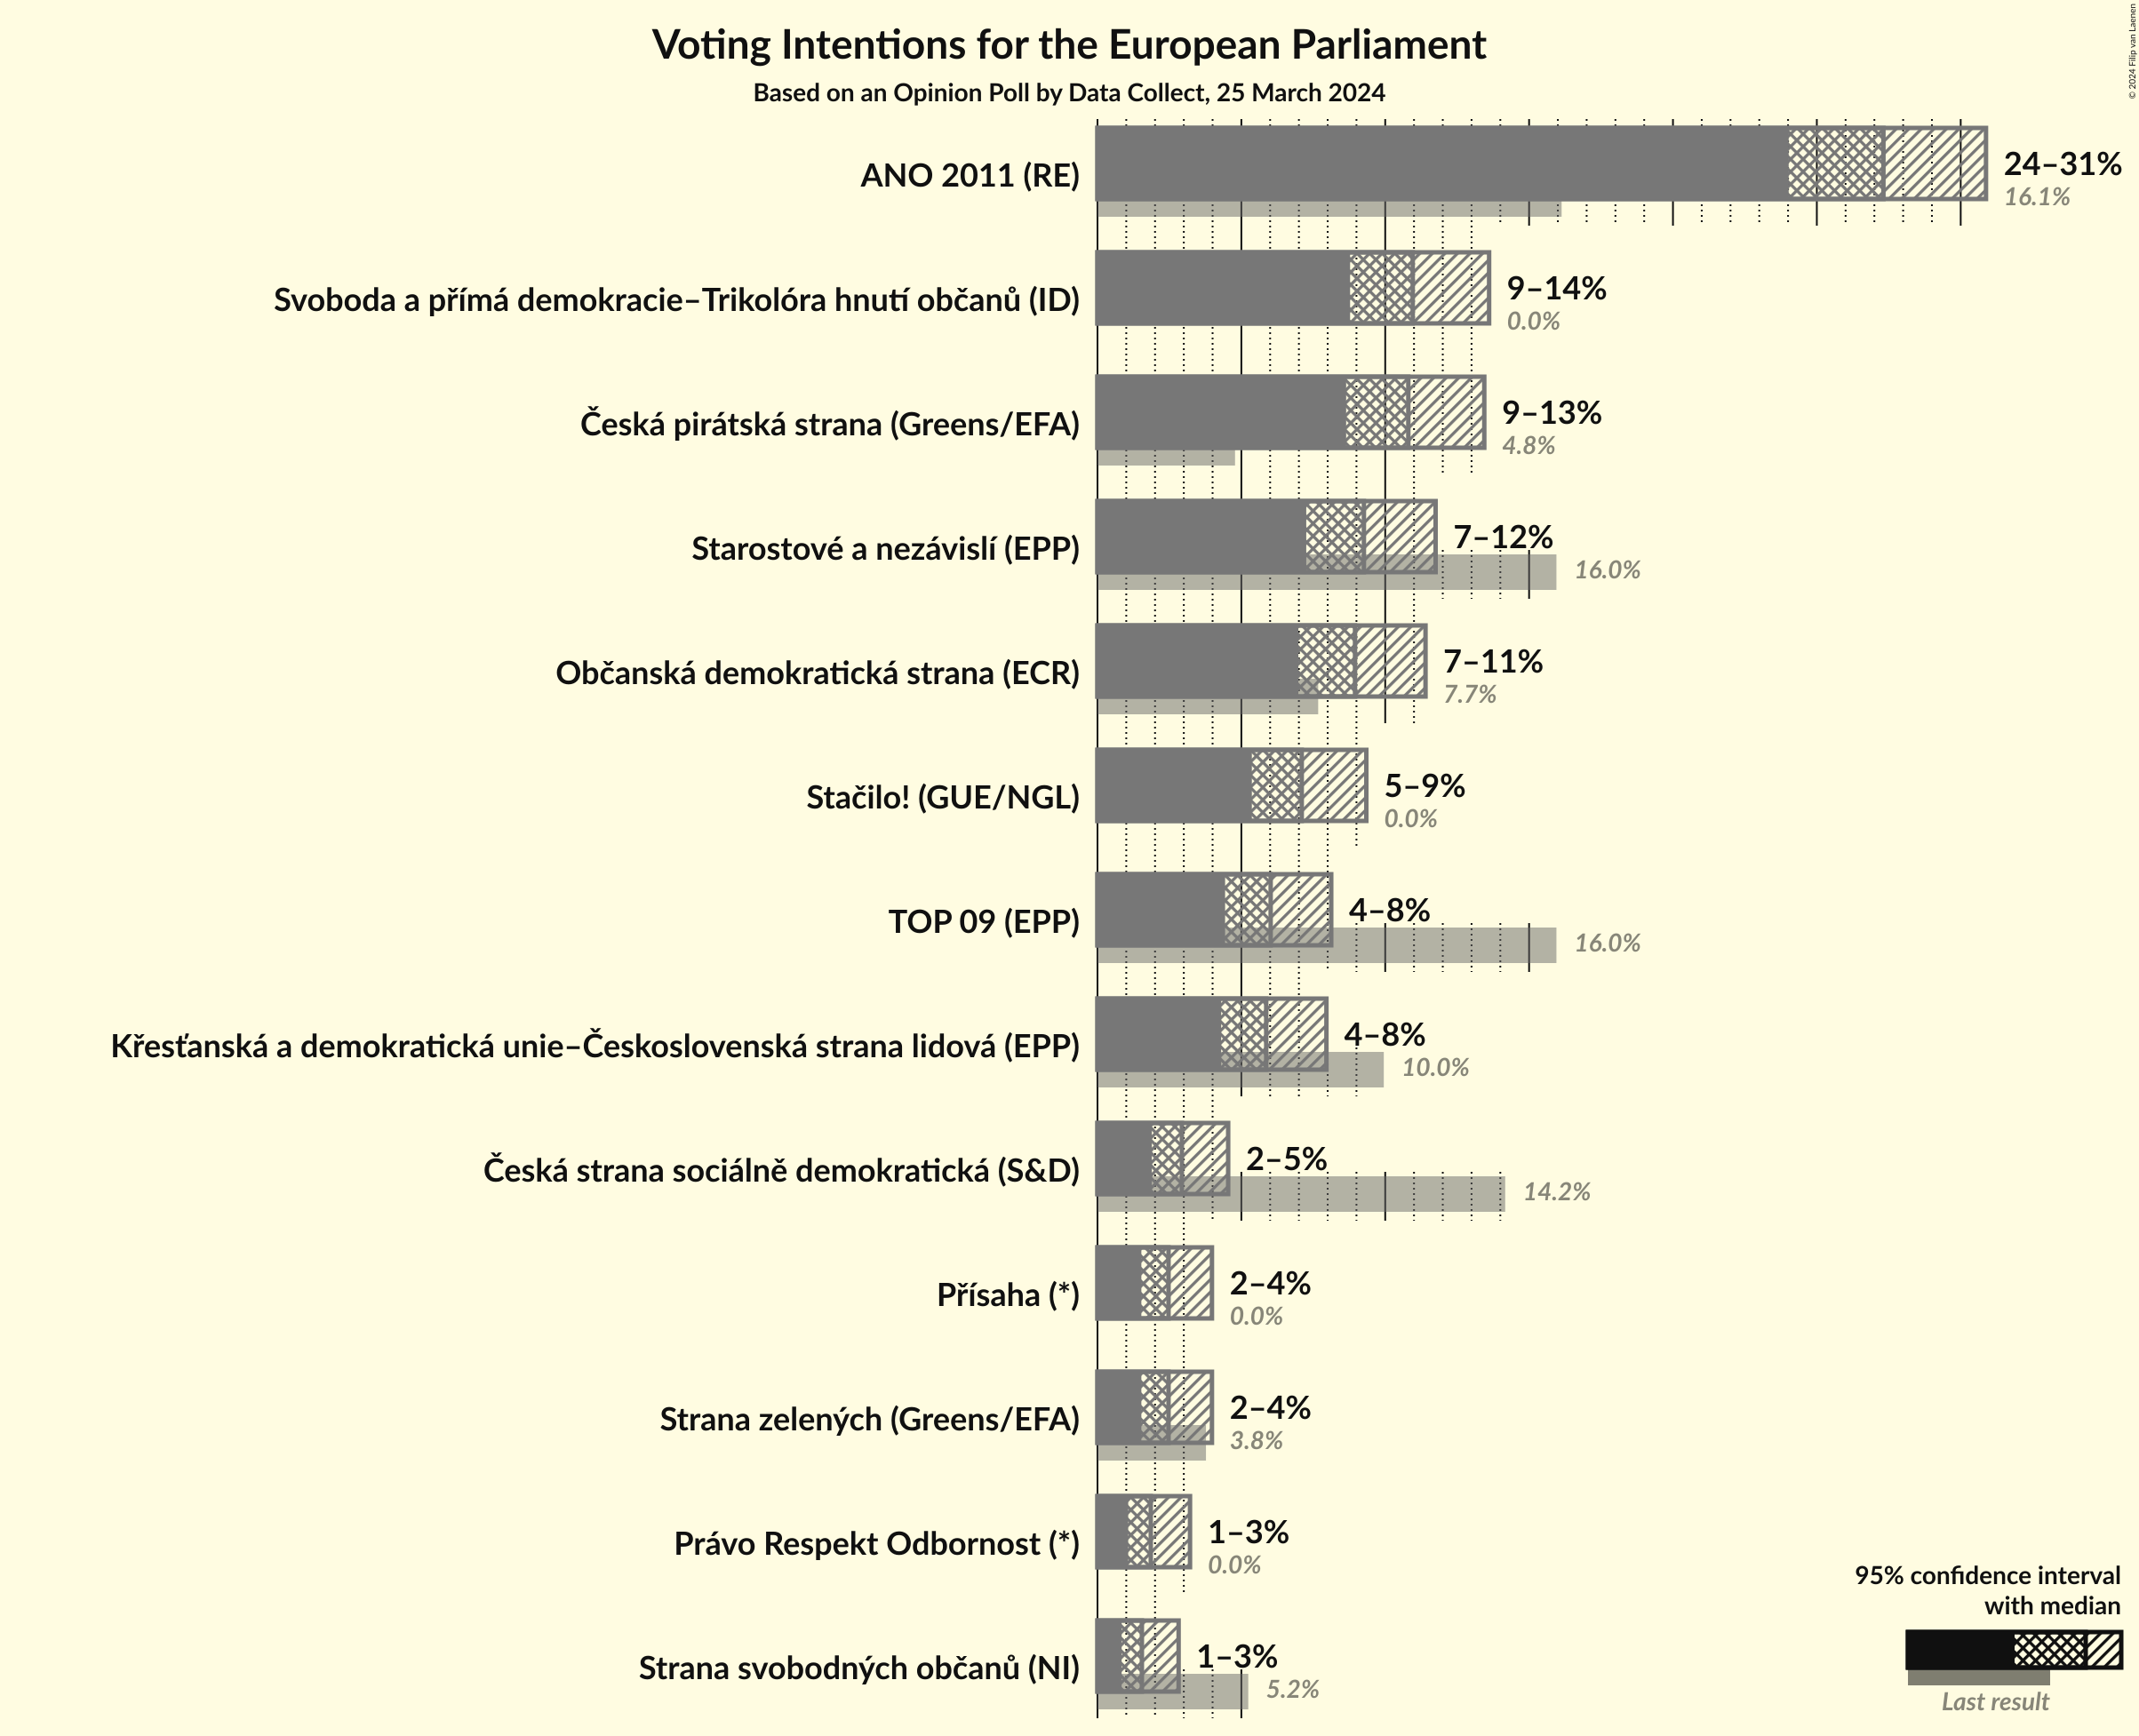 Voting Intentions for the European Parliament
Based on an Opinion Poll by Data Collect, 25 March 2024
© 2024 Filip van Laenen
ANO 2011 (RE)
24–31%
16.1%
Svoboda a přímá demokracie–Trikolóra hnutí občanů (ID)
9–14%
0.0%
Česká pirátská strana (Greens/EFA)
9–13%
4.8%
Starostové a nezávislí (EPP)
7–12%
16.0%
Občanská demokratická strana (ECR)
7–11%
7.7%
Stačilo! (GUE/NGL)
5–9%
0.0%
TOP 09 (EPP)
4–8%
16.0%
Křesťanská a demokratická unie–Československá strana lidová (EPP)
4–8%
10.0%
Česká strana sociálně demokratická (S&D)
2–5%
14.2%
Přísaha (*)
2–4%
0.0%
Strana zelených (Greens/EFA)
2–4%
3.8%
Právo Respekt Odbornost (*)
1–3%
0.0%
Strana svobodných občanů (NI)
1–3%
5.2%
95% confidence interval
with median
Last result